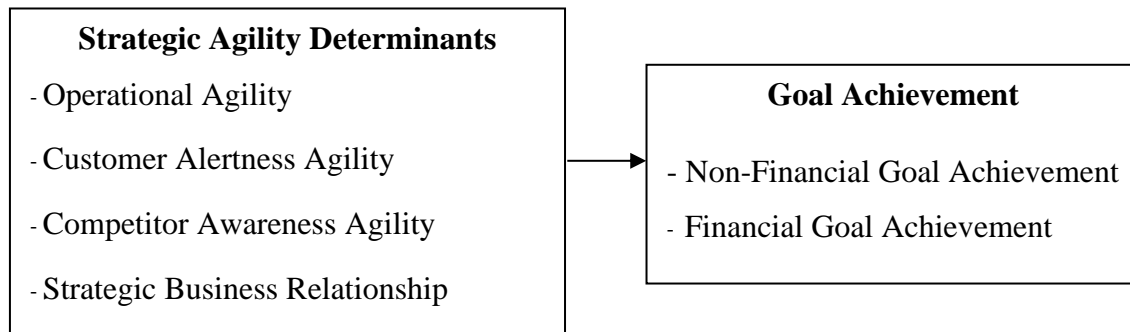 Strategic Agility Determinants
- Operational Agility
- Customer Alertness Agility
- Competitor Awareness Agility
- Strategic Business Relationship
Goal Achievement
- Non-Financial Goal Achievement
- Financial Goal Achievement